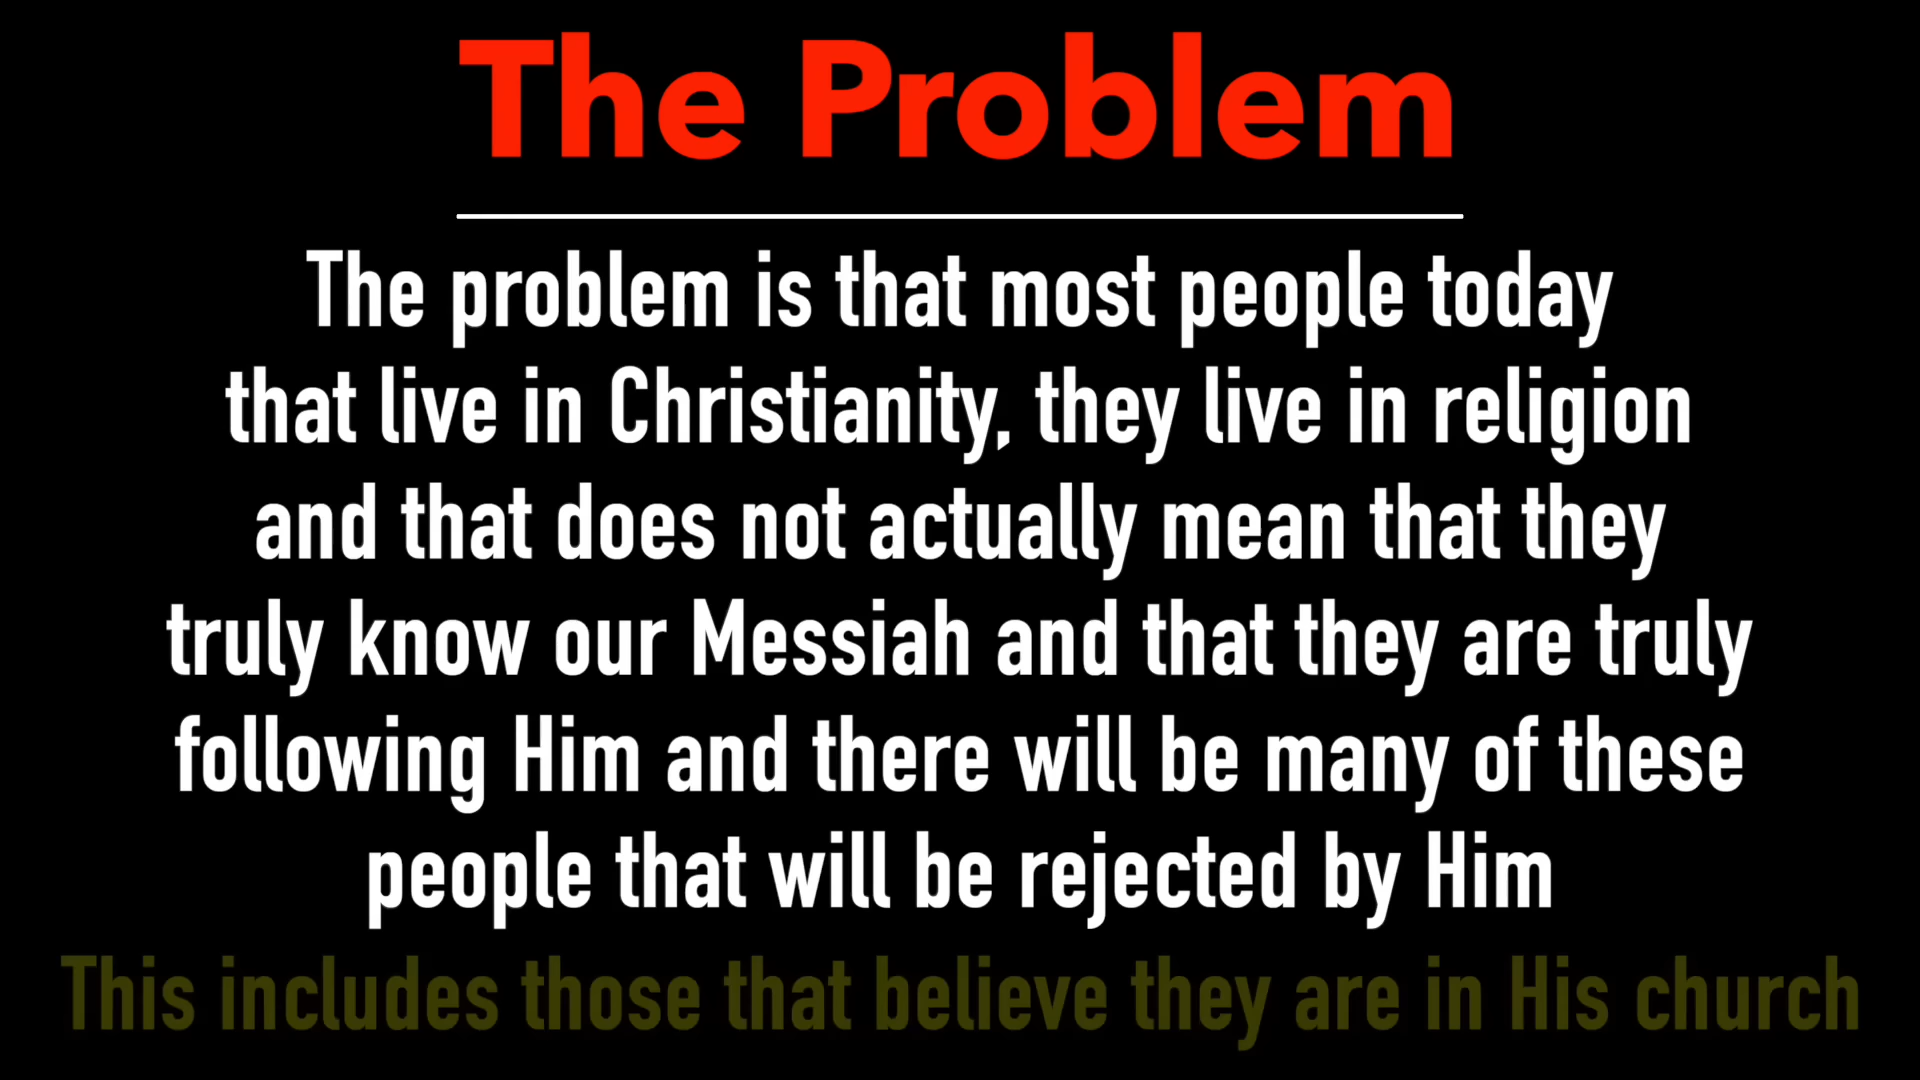 The Problem
The problem is that most people today
that live in Christianity, they live in religion
and that does not actually mean that they
truly know our Messiah and that they are truly
following Him and there will be many of these
people that will be rejected by Him
This includes those that believe they are in His church